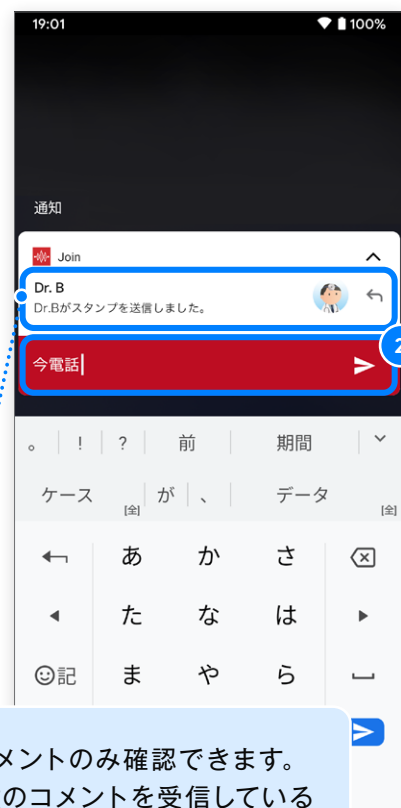 19:01 100%
通知
Join
Dr. B
Dr.Bがスタンプを送信しました。
2
今電話
。 ! ? 前 期間
ケース [全] が 、 データ [全]
あ か さ
た な は
記 ま や ら
メントのみ確認できます。
のコメントを受信している